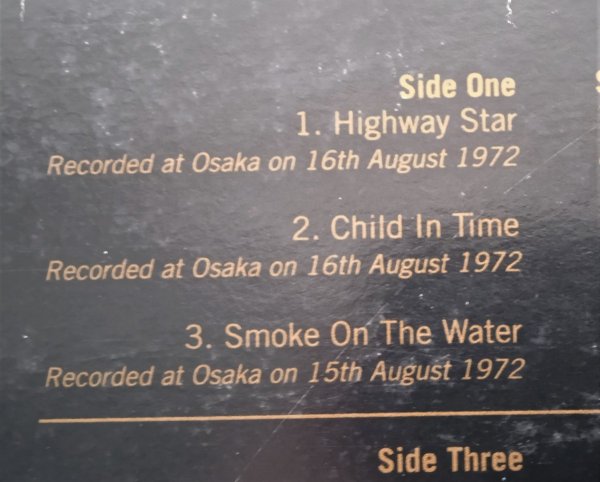 Side One
1. Highway Star
Recorded at Osaka on 16th August 1972
2. Child In Time
Recorded at Osaka on 16th August 1972
3. Smoke On The Water
Recorded at Osaka on 15th August 1972
Side Three